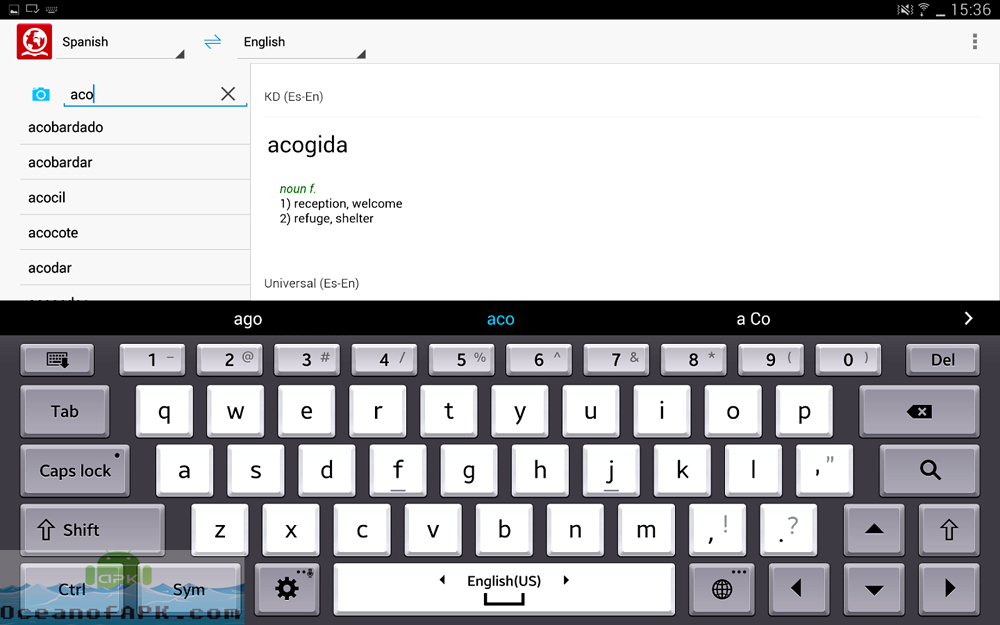 15:36
Spanish
English
aco
KD (Es-En)
acobardado
acogida
acobardar
noun f.
acocil
1) reception, welcome
2) refuge, shelter
acocote
acodar
Universal (Es-En)
ago aco a Co
1 - 2 @ 3 # 4 / 5 % 6 ^ 7 & 8 * 9 ( 0 ) Del
Tab q w e r t y u i o p
Caps lock a s d f g h j k l ' "
Shift z x c v b n m , ! . ?
Ctrl Sym English(US)
APK
OceanofAPK.com